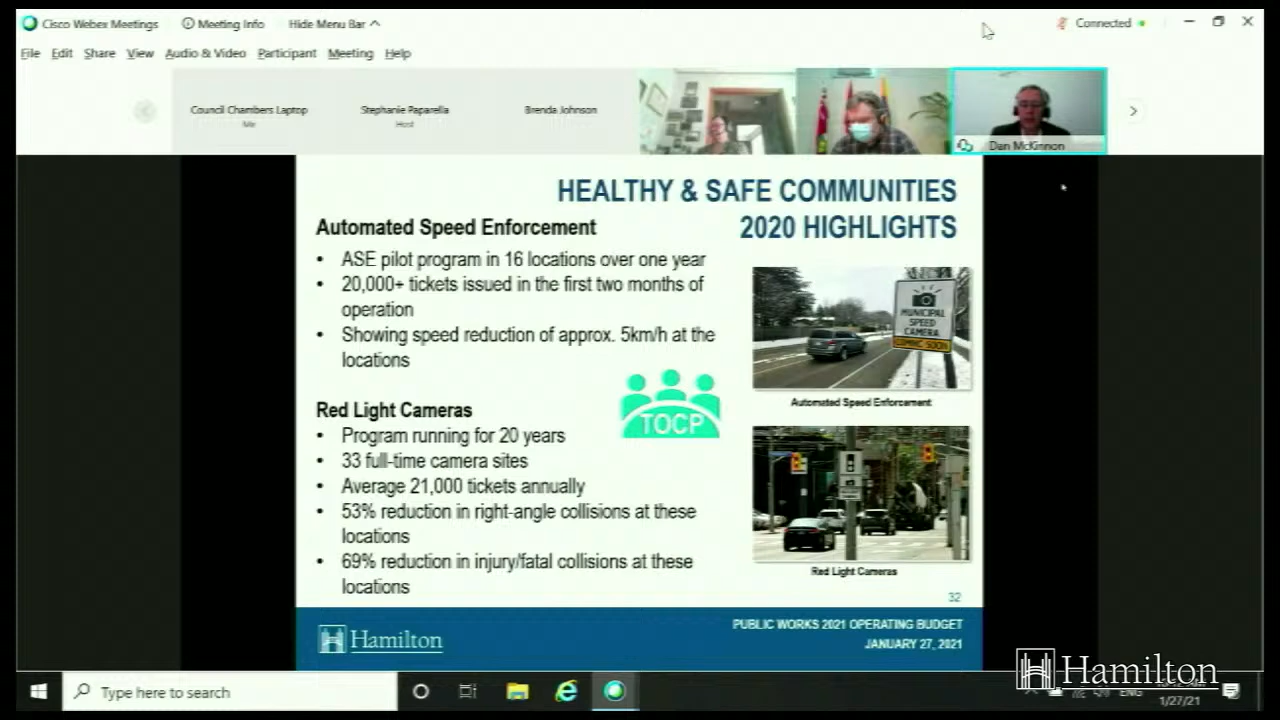 Cisco Webex Meetings
Meeting Info
Hide Menu Bar
Connected
File Edit Share View Audio & Video Participant Meeting Help
Council Chambers Laptop
Me
Stephanie Paparella
Host
Brenda Johnson
Dan McKinnon
HEALTHY & SAFE COMMUNITIES
2020 HIGHLIGHTS
Automated Speed Enforcement
• ASE pilot program in 16 locations over one year
• 20,000+ tickets issued in the first two months of
operation
• Showing speed reduction of approx. 5km/h at the
locations
MUNICIPAL
SPEED
CAMERA
COMING SOON
Automated Speed Enforcement
TOCP
Red Light Cameras
• Program running for 20 years
• 33 full-time camera sites
• Average 21,000 tickets annually
• 53% reduction in right-angle collisions at these
locations
• 69% reduction in injury/fatal collisions at these
locations
Red Light Cameras
32
Hamilton
PUBLIC WORKS 2021 OPERATING BUDGET
JANUARY 27, 2021
Hamilton
Type here to search
ENG
1/27/21